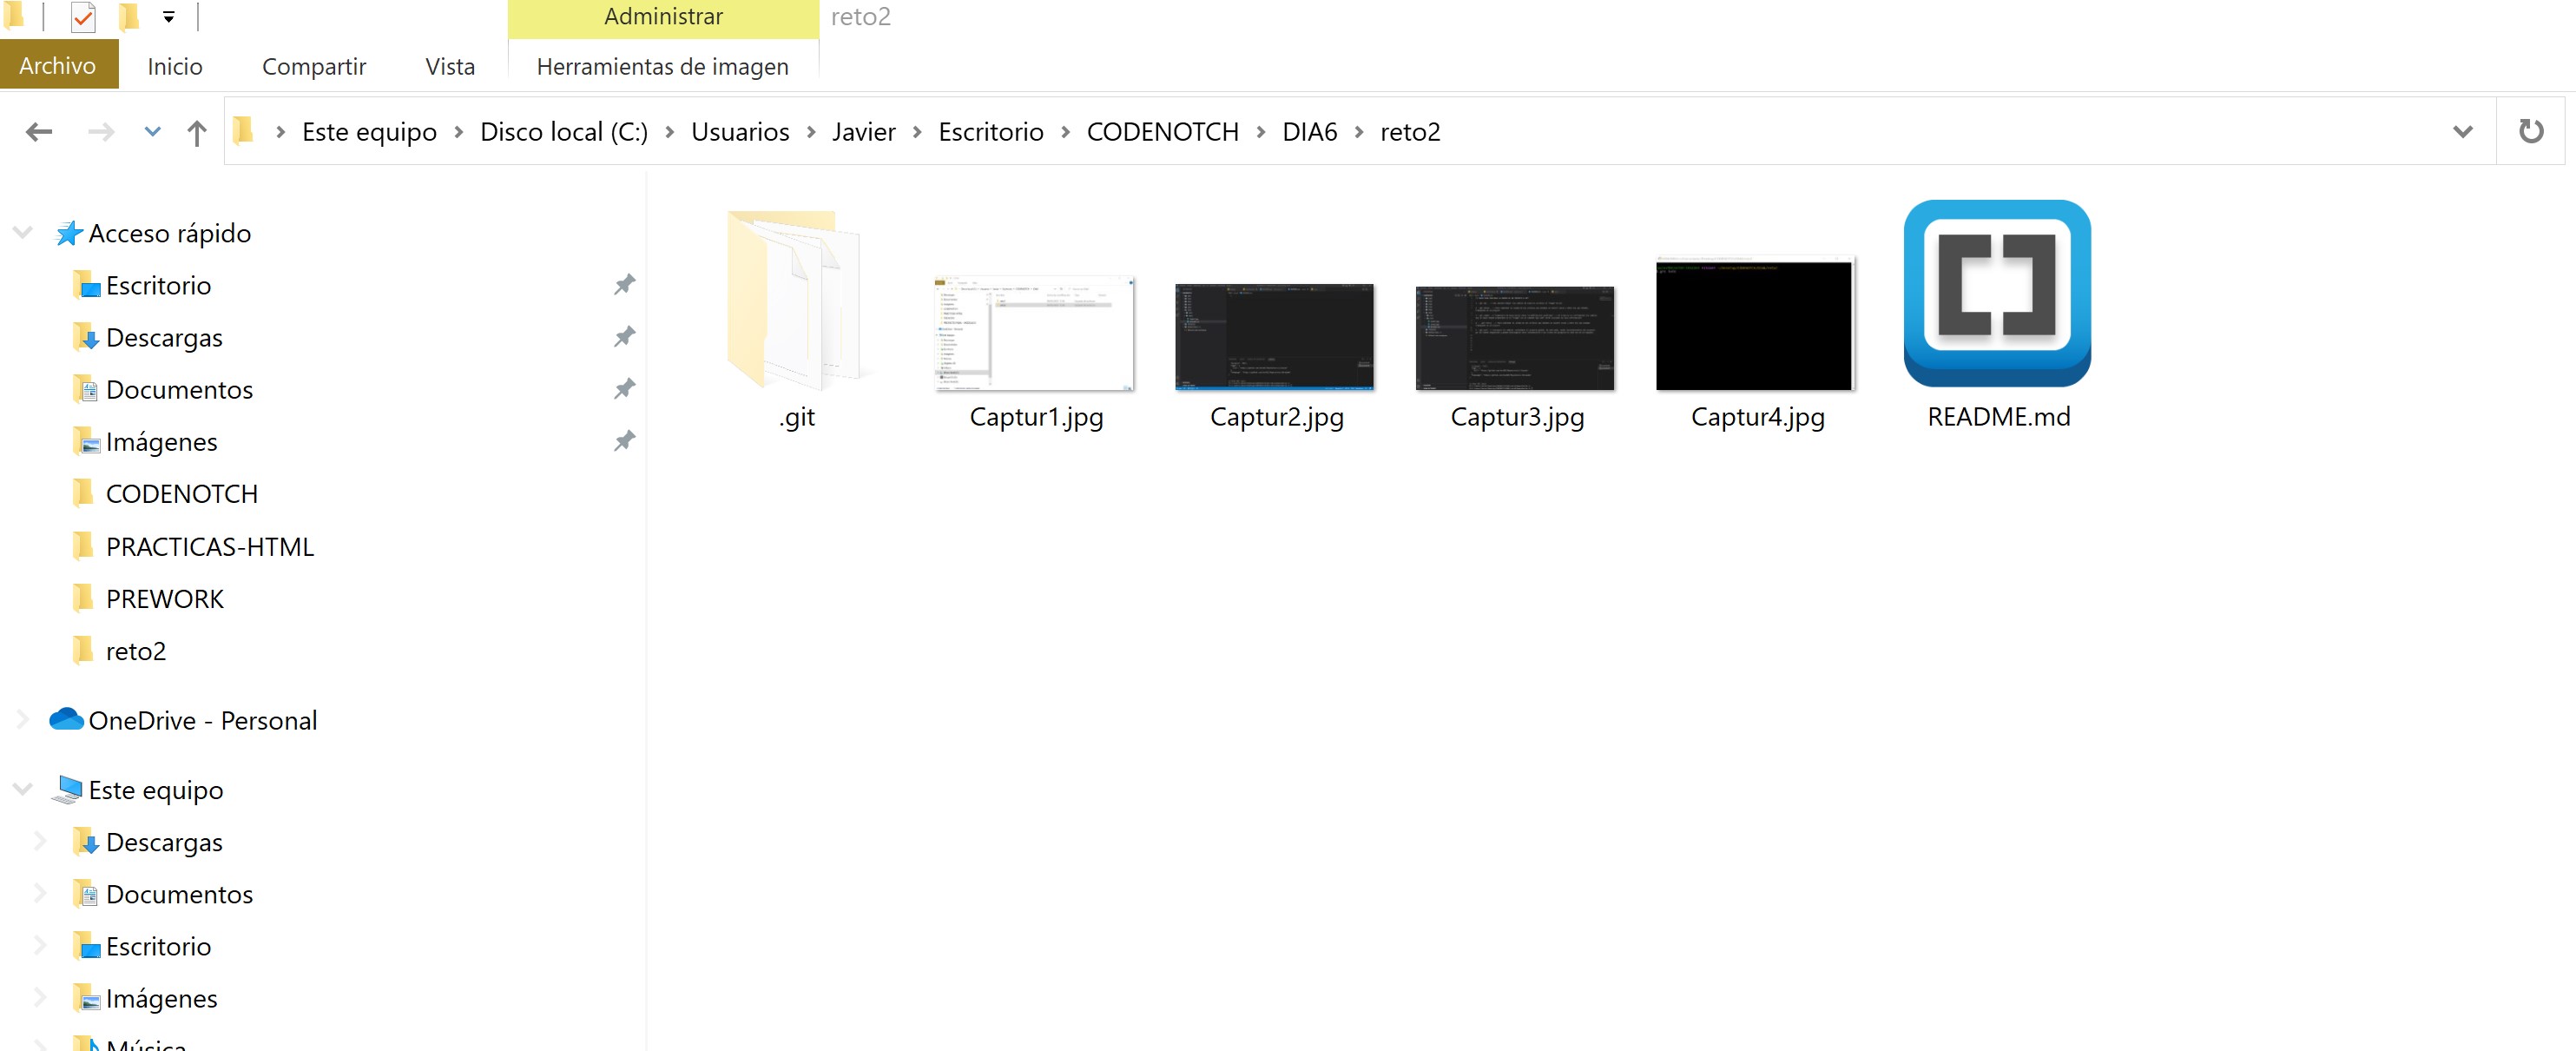 Administrar
reto2
Archivo
Inicio
Compartir
Vista
Herramientas de imagen
Este equipo
Disco local (C:)
Usuarios
Javier
Escritorio
CODENOTCH
DIA6
reto2
Acceso rápido
Escritorio
Descargas
Documentos
Imágenes
CODENOTCH
PRACTICAS-HTML
PREWORK
reto2
OneDrive - Personal
Este equipo
Descargas
Documentos
Escritorio
Imágenes
Música
.git
Captur1.jpg
Captur2.jpg
Captur3.jpg
Captur4.jpg
README.md